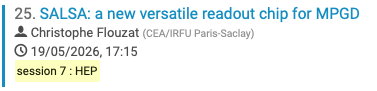 25. SALSA: a new versatile readout chip for MPGD
Christophe Flouzat (CEA/IRFU Paris-Saclay)
19/05/2026, 17:15
session 7 : HEP